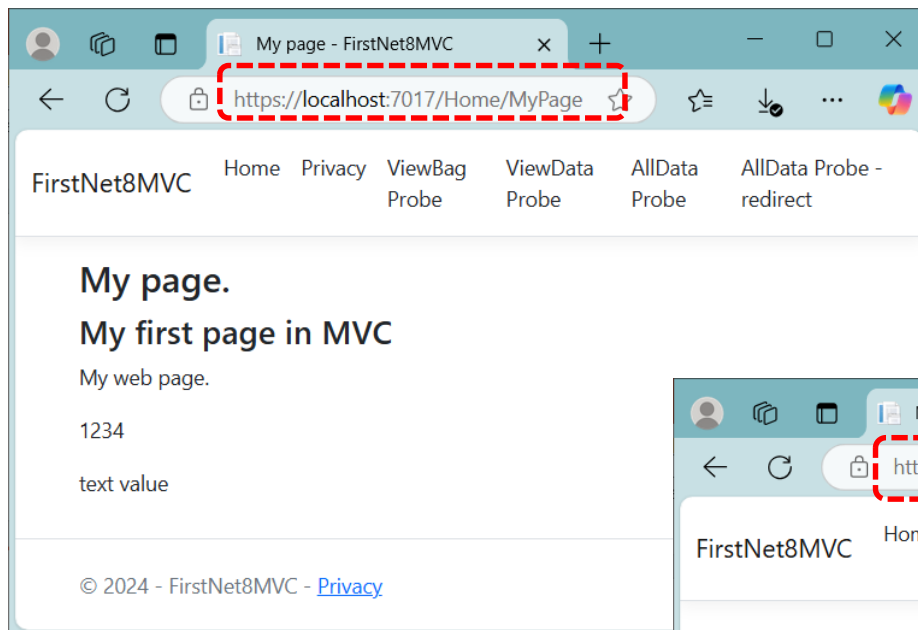 My page - FirstNet8MVC
https://localhost:7017/Home/MyPage
FirstNet8MVC
Home
Privacy
ViewBag
Probe
ViewData
Probe
AllData
Probe
AllData Probe -
redirect
My page.
My first page in MVC
My web page.
1234
text value
© 2024 - FirstNet8MVC - Privacy
FirstNet8MVC